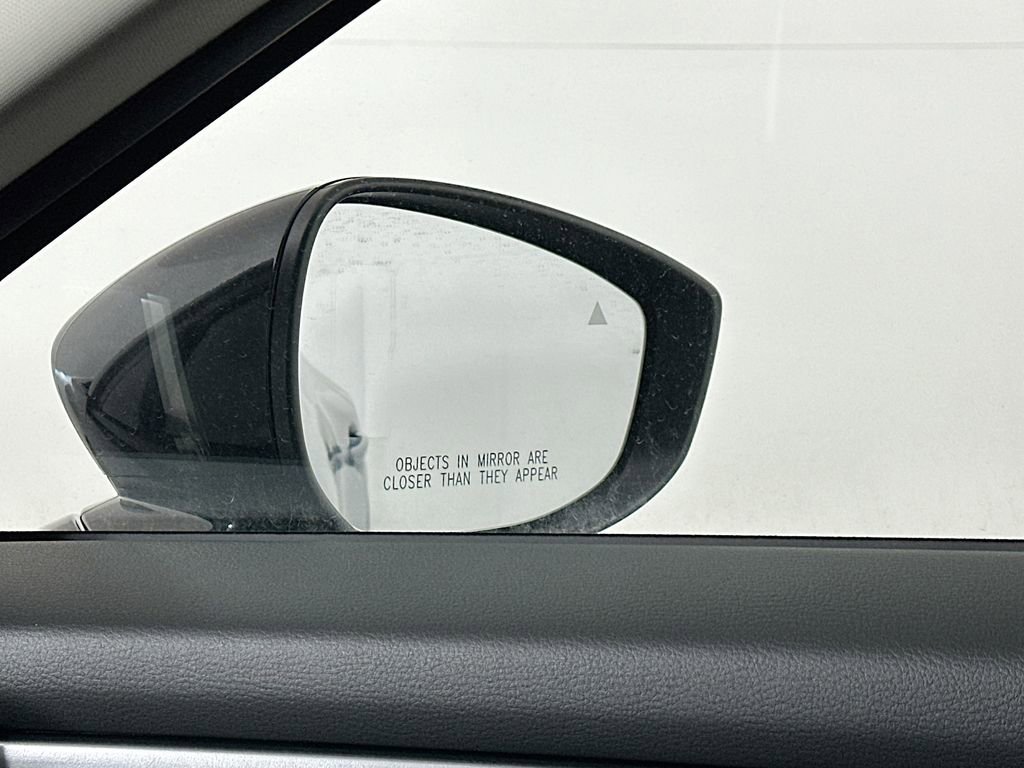 OBJECTS IN MIRROR ARE
CLOSER THAN THEY APPEAR